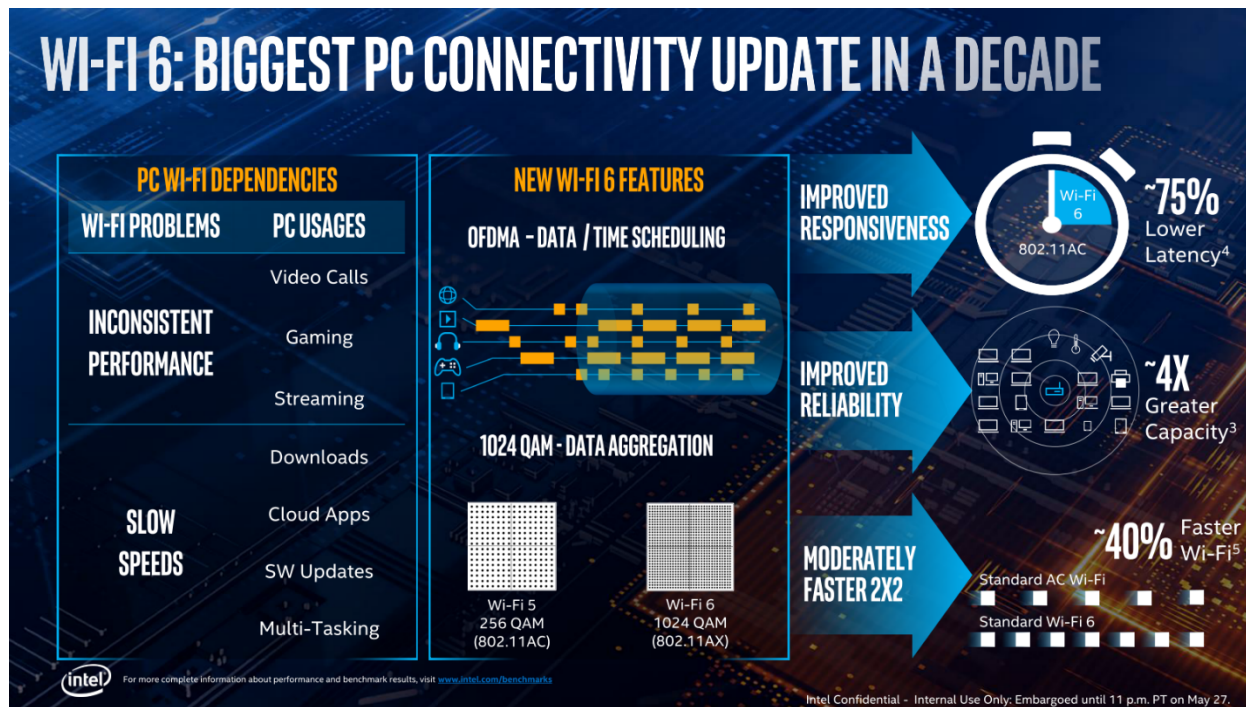 WI-FI 6: BIGGEST PC CONNECTIVITY UPDATE IN A DECADE
PC WI-FI DEPENDENCIES
WI-FI PROBLEMS
PC USAGES
INCONSISTENT
PERFORMANCE
Video Calls
Gaming
Streaming
SLOW
SPEEDS
Downloads
Cloud Apps
SW Updates
Multi-Tasking
NEW WI-FI 6 FEATURES
OFDMA – DATA / TIME SCHEDULING
1024 QAM - DATA AGGREGATION
Wi-Fi 5
256 QAM
(802.11AC)
Wi-Fi 6
1024 QAM
(802.11AX)
IMPROVED
RESPONSIVENESS
Wi-Fi
6
802.11AC
~75%
Lower
Latency⁴
IMPROVED
RELIABILITY
~4X
Greater
Capacity³
MODERATELY
FASTER 2X2
~40% Faster
Wi-Fi⁵
Standard AC Wi-Fi
Standard Wi-Fi 6
intel
For more complete information about performance and benchmark results, visit www.intel.com/benchmarks
Intel Confidential - Internal Use Only: Embargoed until 11 p.m. PT on May 27.